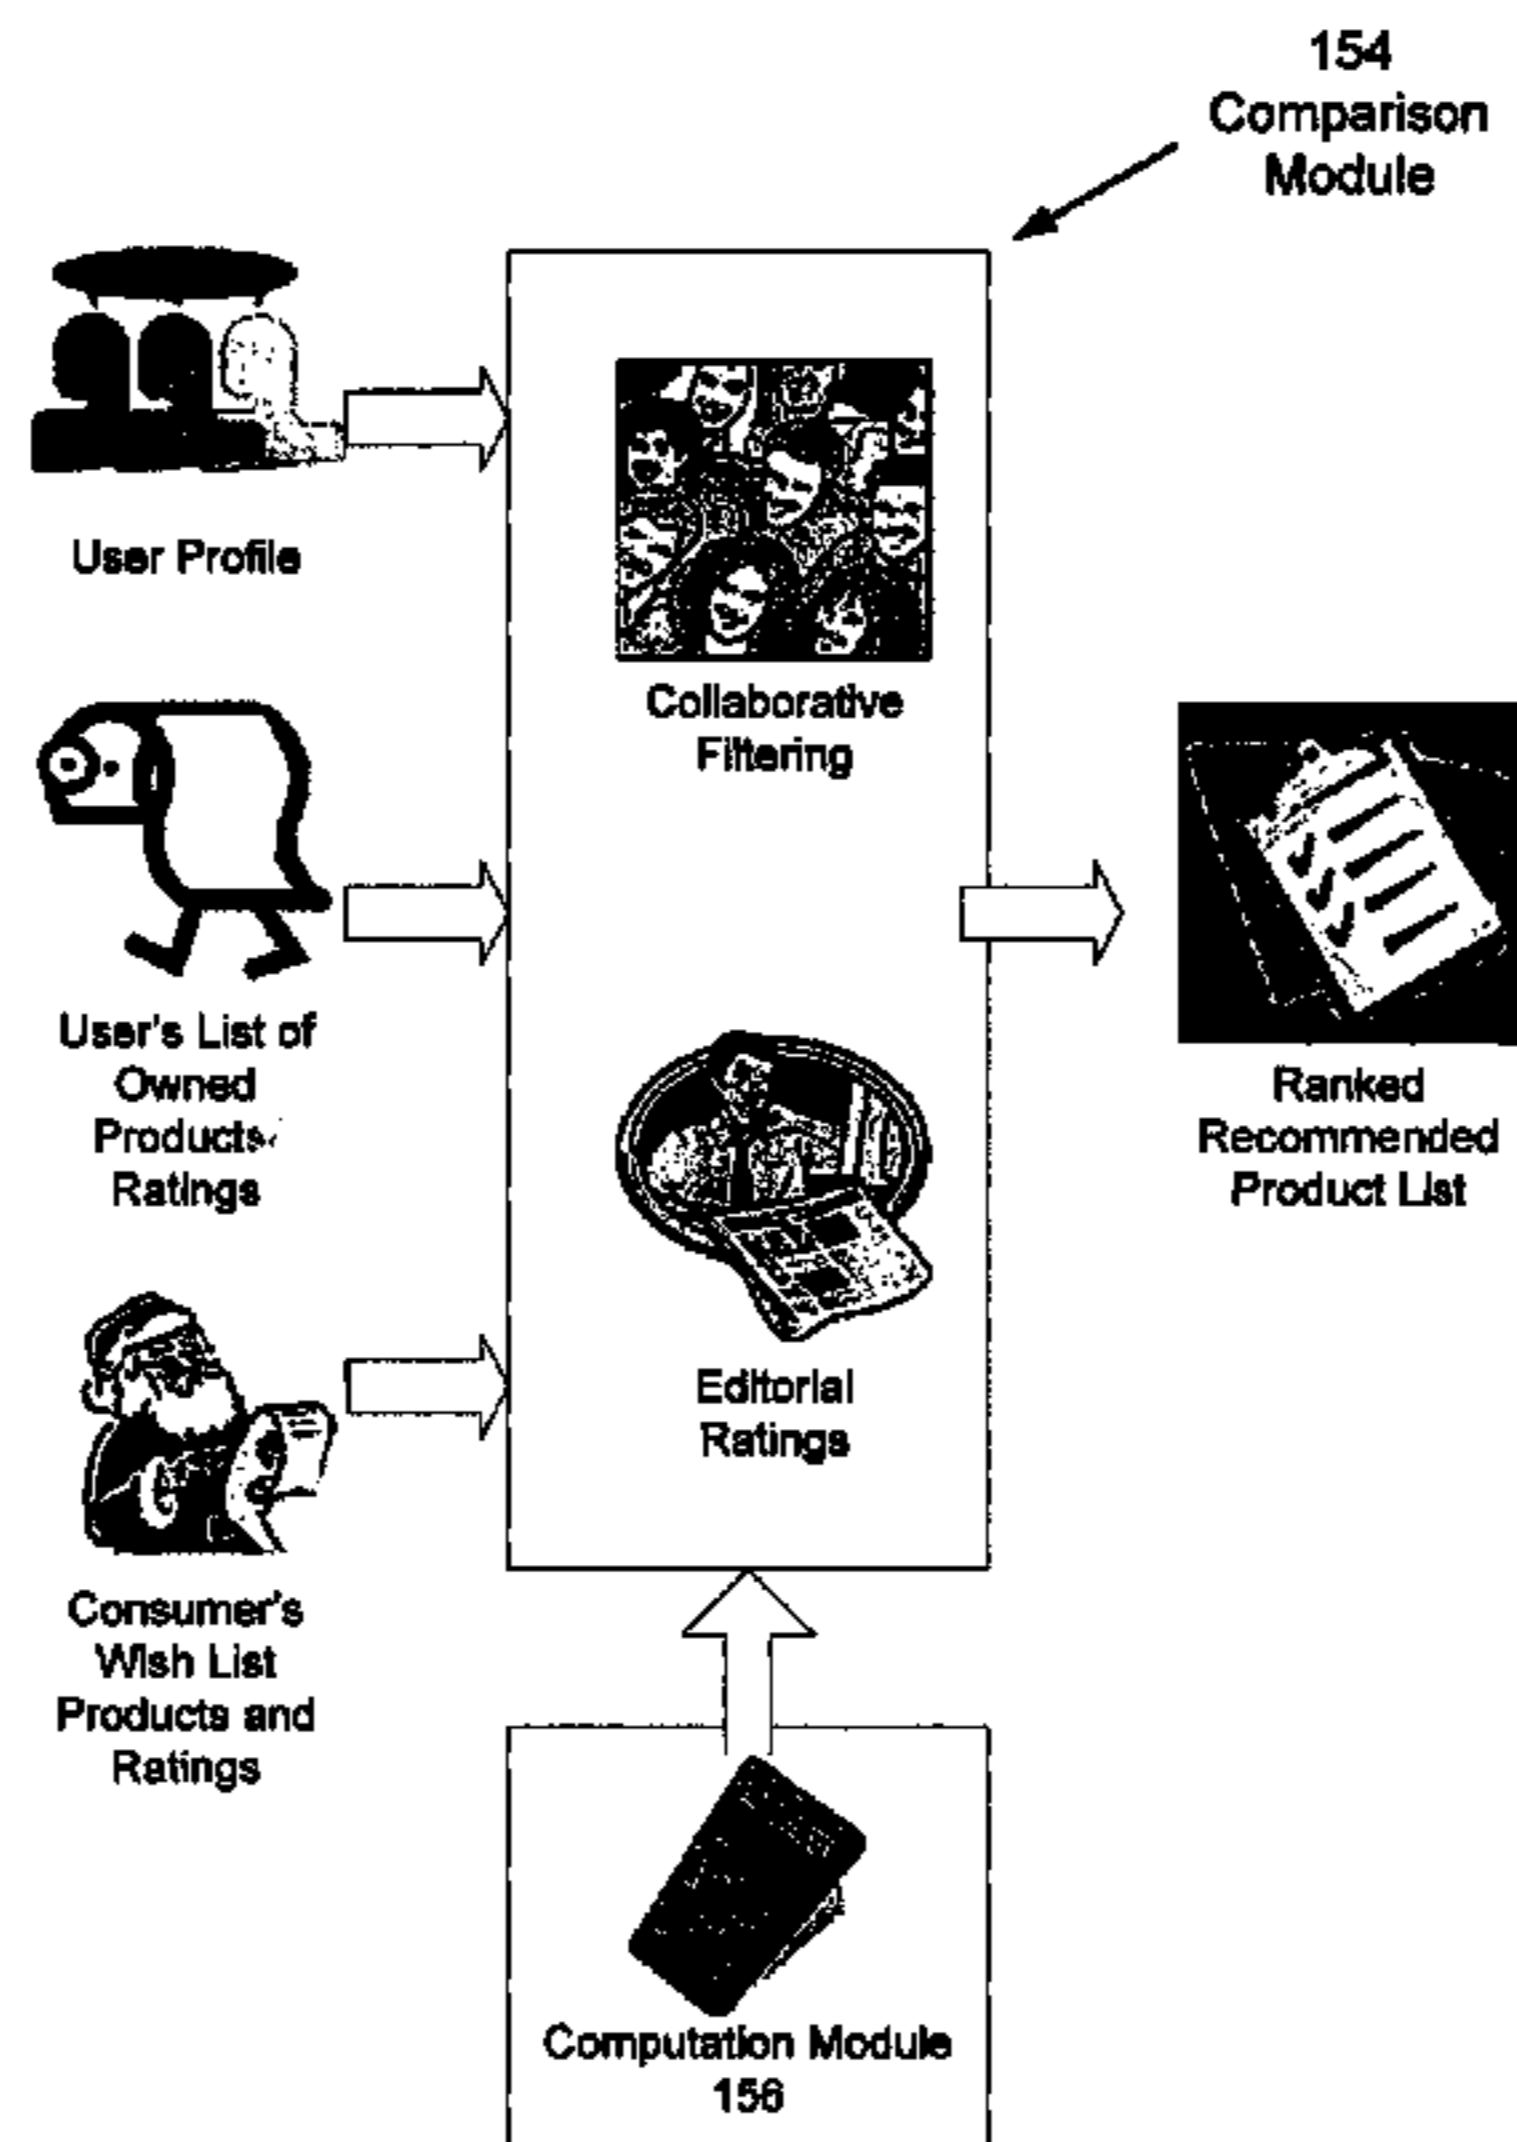 154
Comparison
Module
User Profile
Collaborative
Filtering
User's List of
Owned
Products/
Ratings
Ranked
Recommended
Product List
Editorial
Ratings
Consumer's
Wish List
Products and
Ratings
Computation Module
156